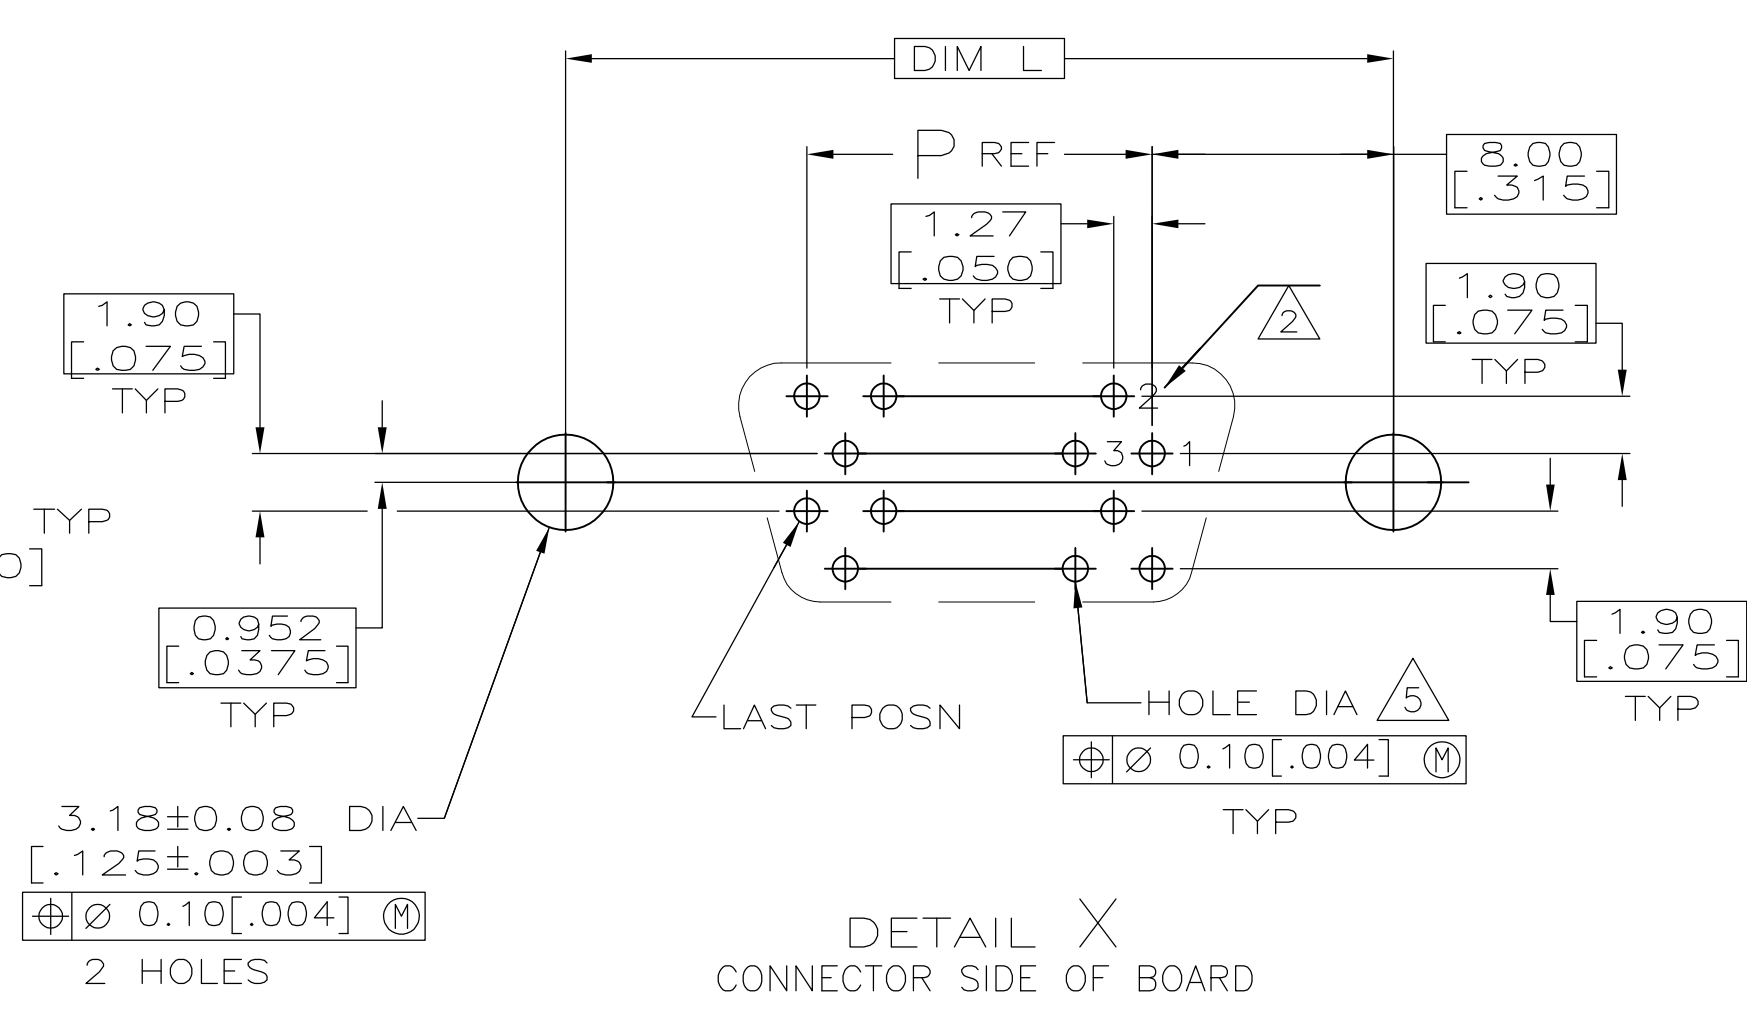 DIM L
P REF
8.00
[.315]
1.27
[.050]
TYP
1.90
[.075]
TYP
1.90
[.075]
TYP
2
2
3
1
TYP
0]
0.952
[.0375]
TYP
1.90
[.075]
TYP
LAST POSN
HOLE DIA 5
⌖ ⌀ 0.10[.004] Ⓜ
TYP
3.18±0.08 DIA
[.125±.003]
⌖ ⌀ 0.10[.004] Ⓜ
2 HOLES
DETAIL X
CONNECTOR SIDE OF BOARD